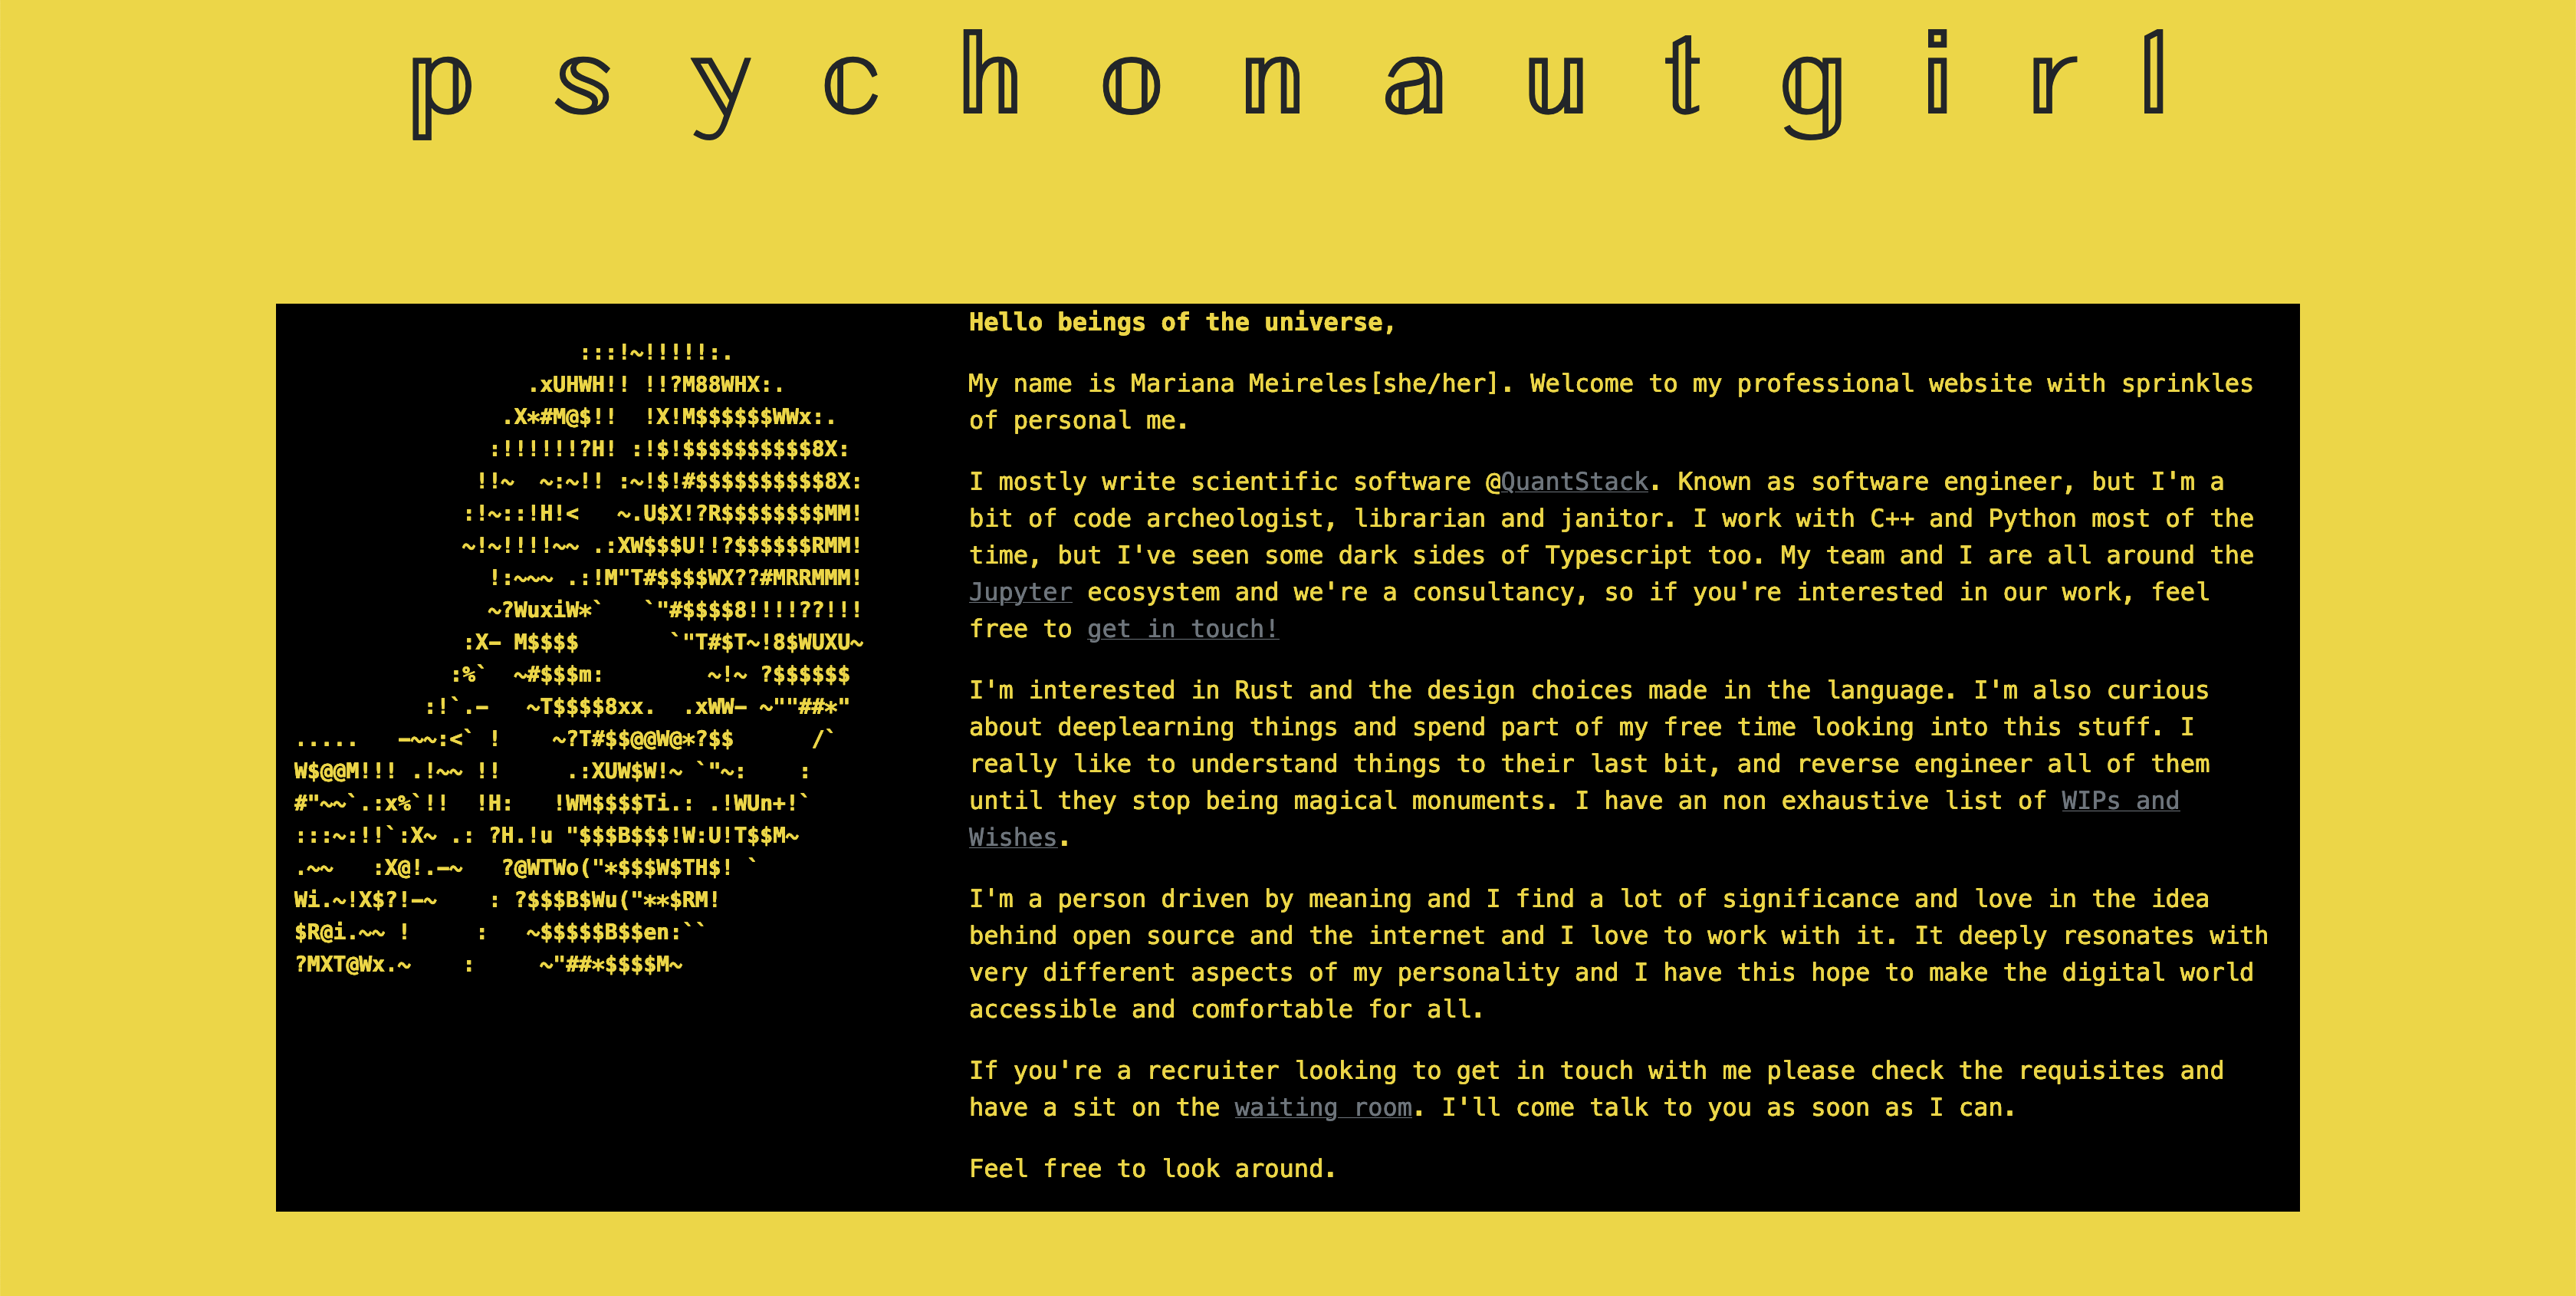 p s y c h o n a u t g i r l
                      :::!~!!!!!:.
                  .xUHWH!! !!?M88WHX:.
                .X*#M@$!!  !X!M$$$$$$WWx:.
               :!!!!!!?H! :!$!$$$$$$$$$$8X:
              !!~  ~:~!! :~!$!#$$$$$$$$$$8X:
             :!~::!H!<   ~.U$X!?R$$$$$$$$MM!
             ~!~!!!!~~ .:XW$$$U!!?$$$$$$RMM!
               !:~~~ .:!M"T#$$$$WX??#MRRMMM!
               ~?WuxiW*`   `"#$$$$8!!!!??!!!
             :X- M$$$$       `"T#$T~!8$WUXU~
            :%`  ~#$$$m:        ~!~ ?$$$$$$
          :!`.-   ~T$$$$8xx.  .xWW- ~""##*"
.....   -~~:<` !    ~?T#$$@@W@*?$$      /`
W$@@M!!! .!~~ !!     .:XUW$W!~ `"~:    :
#"~~`.:x%`!!  !H:   !WM$$$$Ti.: .!WUn+!`
:::~:!!`:X~ .: ?H.!u "$$$B$$$!W:U!T$$M~
.~~   :X@!.-~   ?@WTWo("*$$$W$TH$! `
Wi.~!X$?!-~    : ?$$$B$Wu("**$RM!
$R@i.~~ !     :   ~$$$$$B$$en:``
?MXT@Wx.~    :     ~"##*$$$$M~
Hello beings of the universe,
My name is Mariana Meireles[she/her]. Welcome to my professional website with sprinkles
of personal me.
I mostly write scientific software @QuantStack. Known as software engineer, but I'm a
bit of code archeologist, librarian and janitor. I work with C++ and Python most of the
time, but I've seen some dark sides of Typescript too. My team and I are all around the
Jupyter ecosystem and we're a consultancy, so if you're interested in our work, feel
free to get in touch!
I'm interested in Rust and the design choices made in the language. I'm also curious
about deeplearning things and spend part of my free time looking into this stuff. I
really like to understand things to their last bit, and reverse engineer all of them
until they stop being magical monuments. I have an non exhaustive list of WIPs and
Wishes.
I'm a person driven by meaning and I find a lot of significance and love in the idea
behind open source and the internet and I love to work with it. It deeply resonates with
very different aspects of my personality and I have this hope to make the digital world
accessible and comfortable for all.
If you're a recruiter looking to get in touch with me please check the requisites and
have a sit on the waiting room. I'll come talk to you as soon as I can.
Feel free to look around.